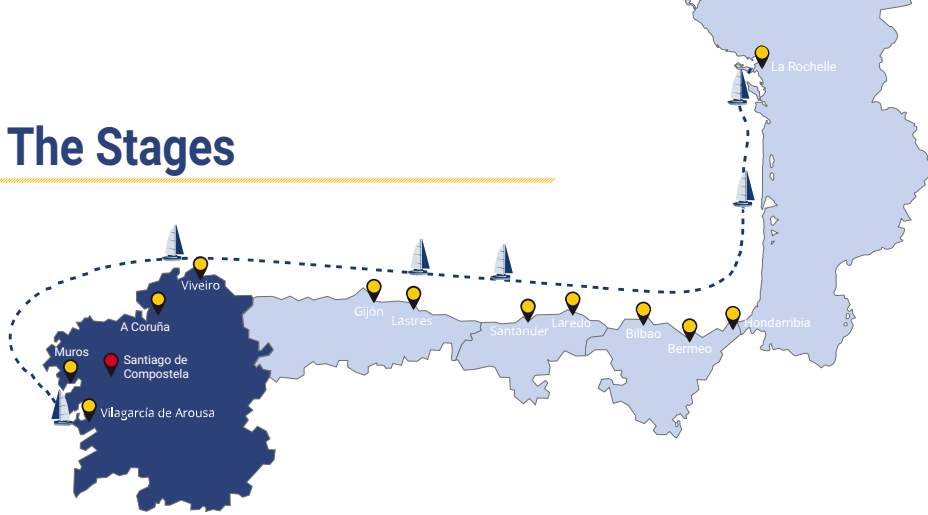 La Rochelle
The Stages
Viveiro
Gijón
Lastres
A Coruña
Santander
Laredo
Bilbao
Hondarribia
Bermeo
Muros
Santiago de
Compostela
Vilagarcía de Arousa